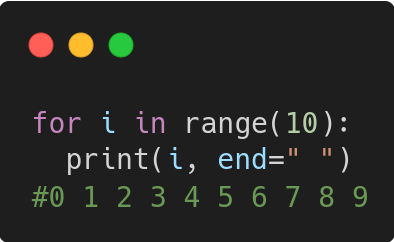 for i in range(10):
  print(i, end=" ")
#0 1 2 3 4 5 6 7 8 9